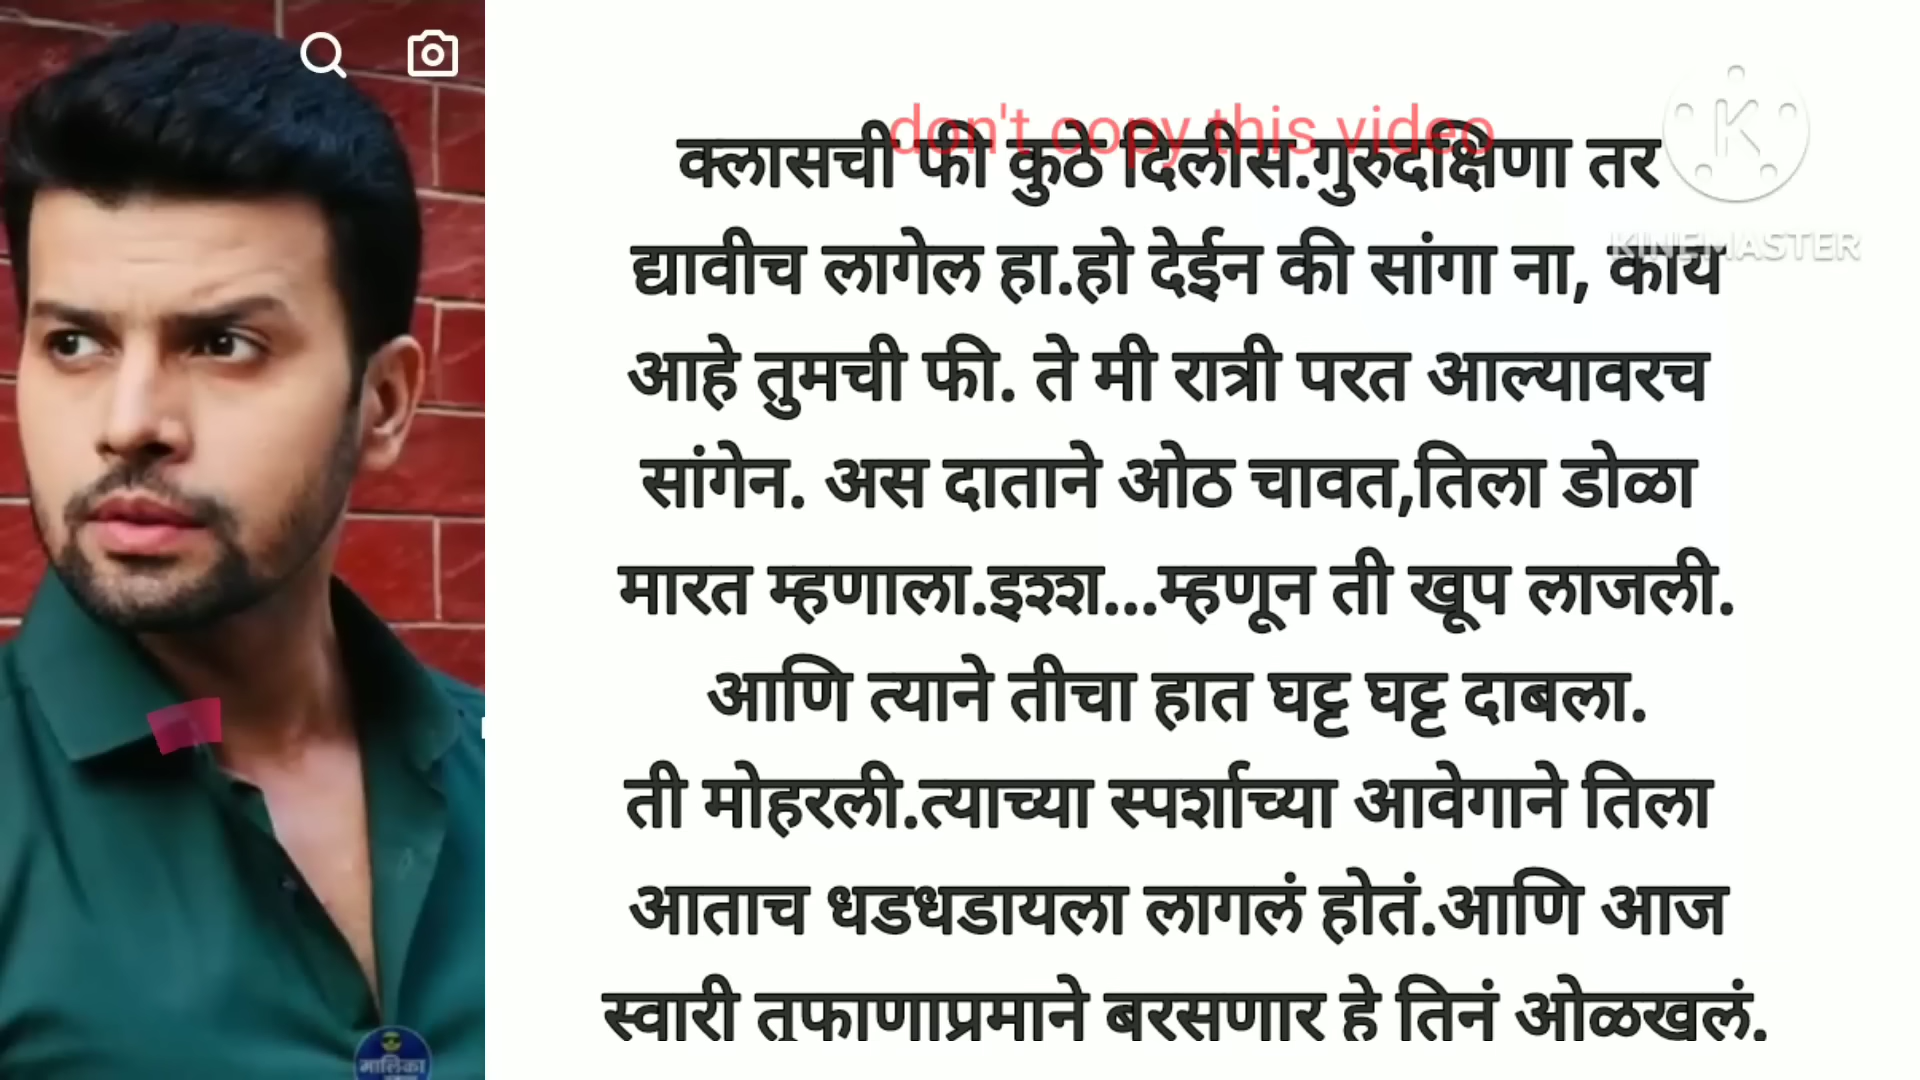 don't copy this video
क्लासची फी कुठे दिलीस.गुरुदक्षिणा तर
द्यावीच लागेल हा.हो देईन की सांगा ना, काय
आहे तुमची फी. ते मी रात्री परत आल्यावरच
सांगेन. अस दाताने ओठ चावत,तिला डोळा
मारत म्हणाला.इश्श...म्हणून ती खूप लाजली.
आणि त्याने तीचा हात घट्ट घट्ट दाबला.
ती मोहरली.त्याच्या स्पर्शाच्या आवेगाने तिला
आताच धडधडायला लागलं होतं.आणि आज
स्वारी तुफाणाप्रमाने बरसणार हे तिनं ओळखलं.
K
KINEMASTER
मालिका